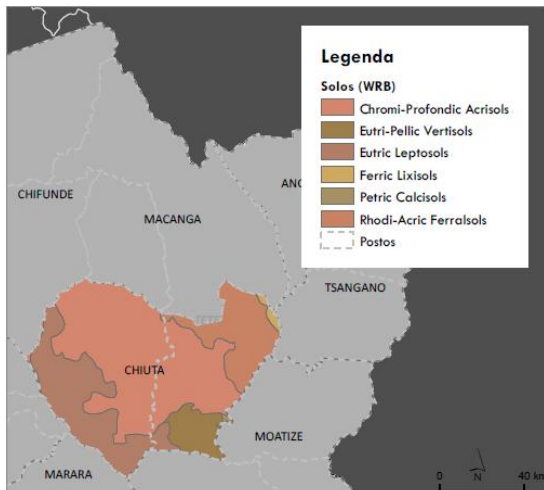 Legenda
Solos (WRB)
Chromi-Profondic Acrisols
Eutri-Pellic Vertisols
Eutric Leptosols
Ferric Lixisols
Petric Calcisols
Rhodi-Acric Ferralsols
Postos
CHIFUNDE
MACANGA
TSANGANO
TETE
CHIUTA
MOATIZE
MARARA
N
0 40 km